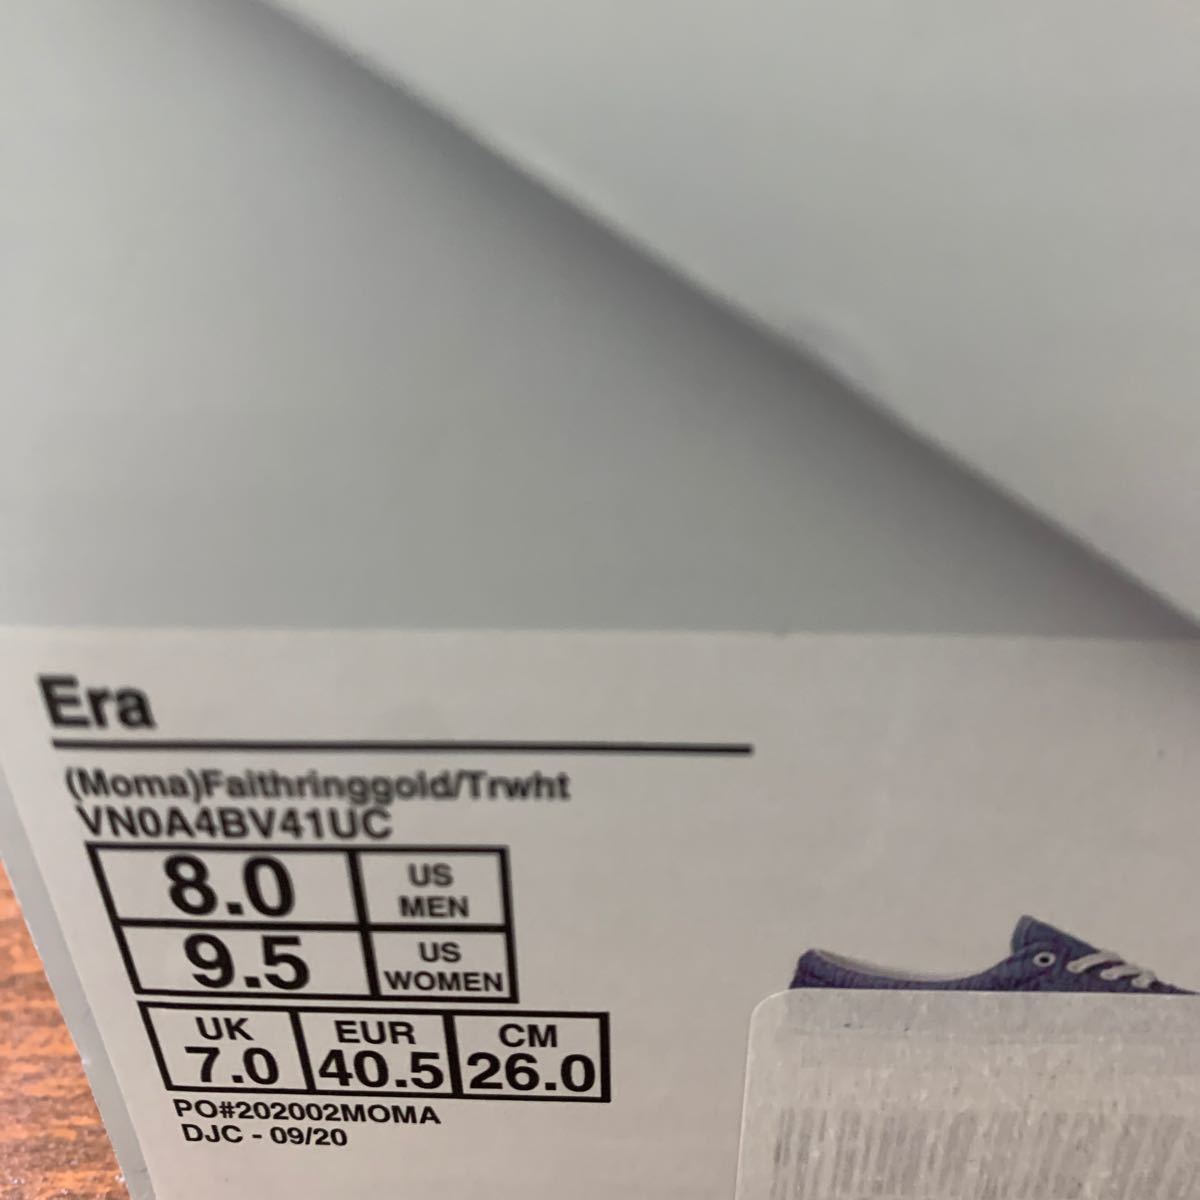 Era
(Moma)Faithringgold/Trwht
VN0A4BV41UC
8.0 US MEN
9.5 US WOMEN
UK EUR CM
7.0 40.5 26.0
PO#202002MOMA
DJC - 09/20